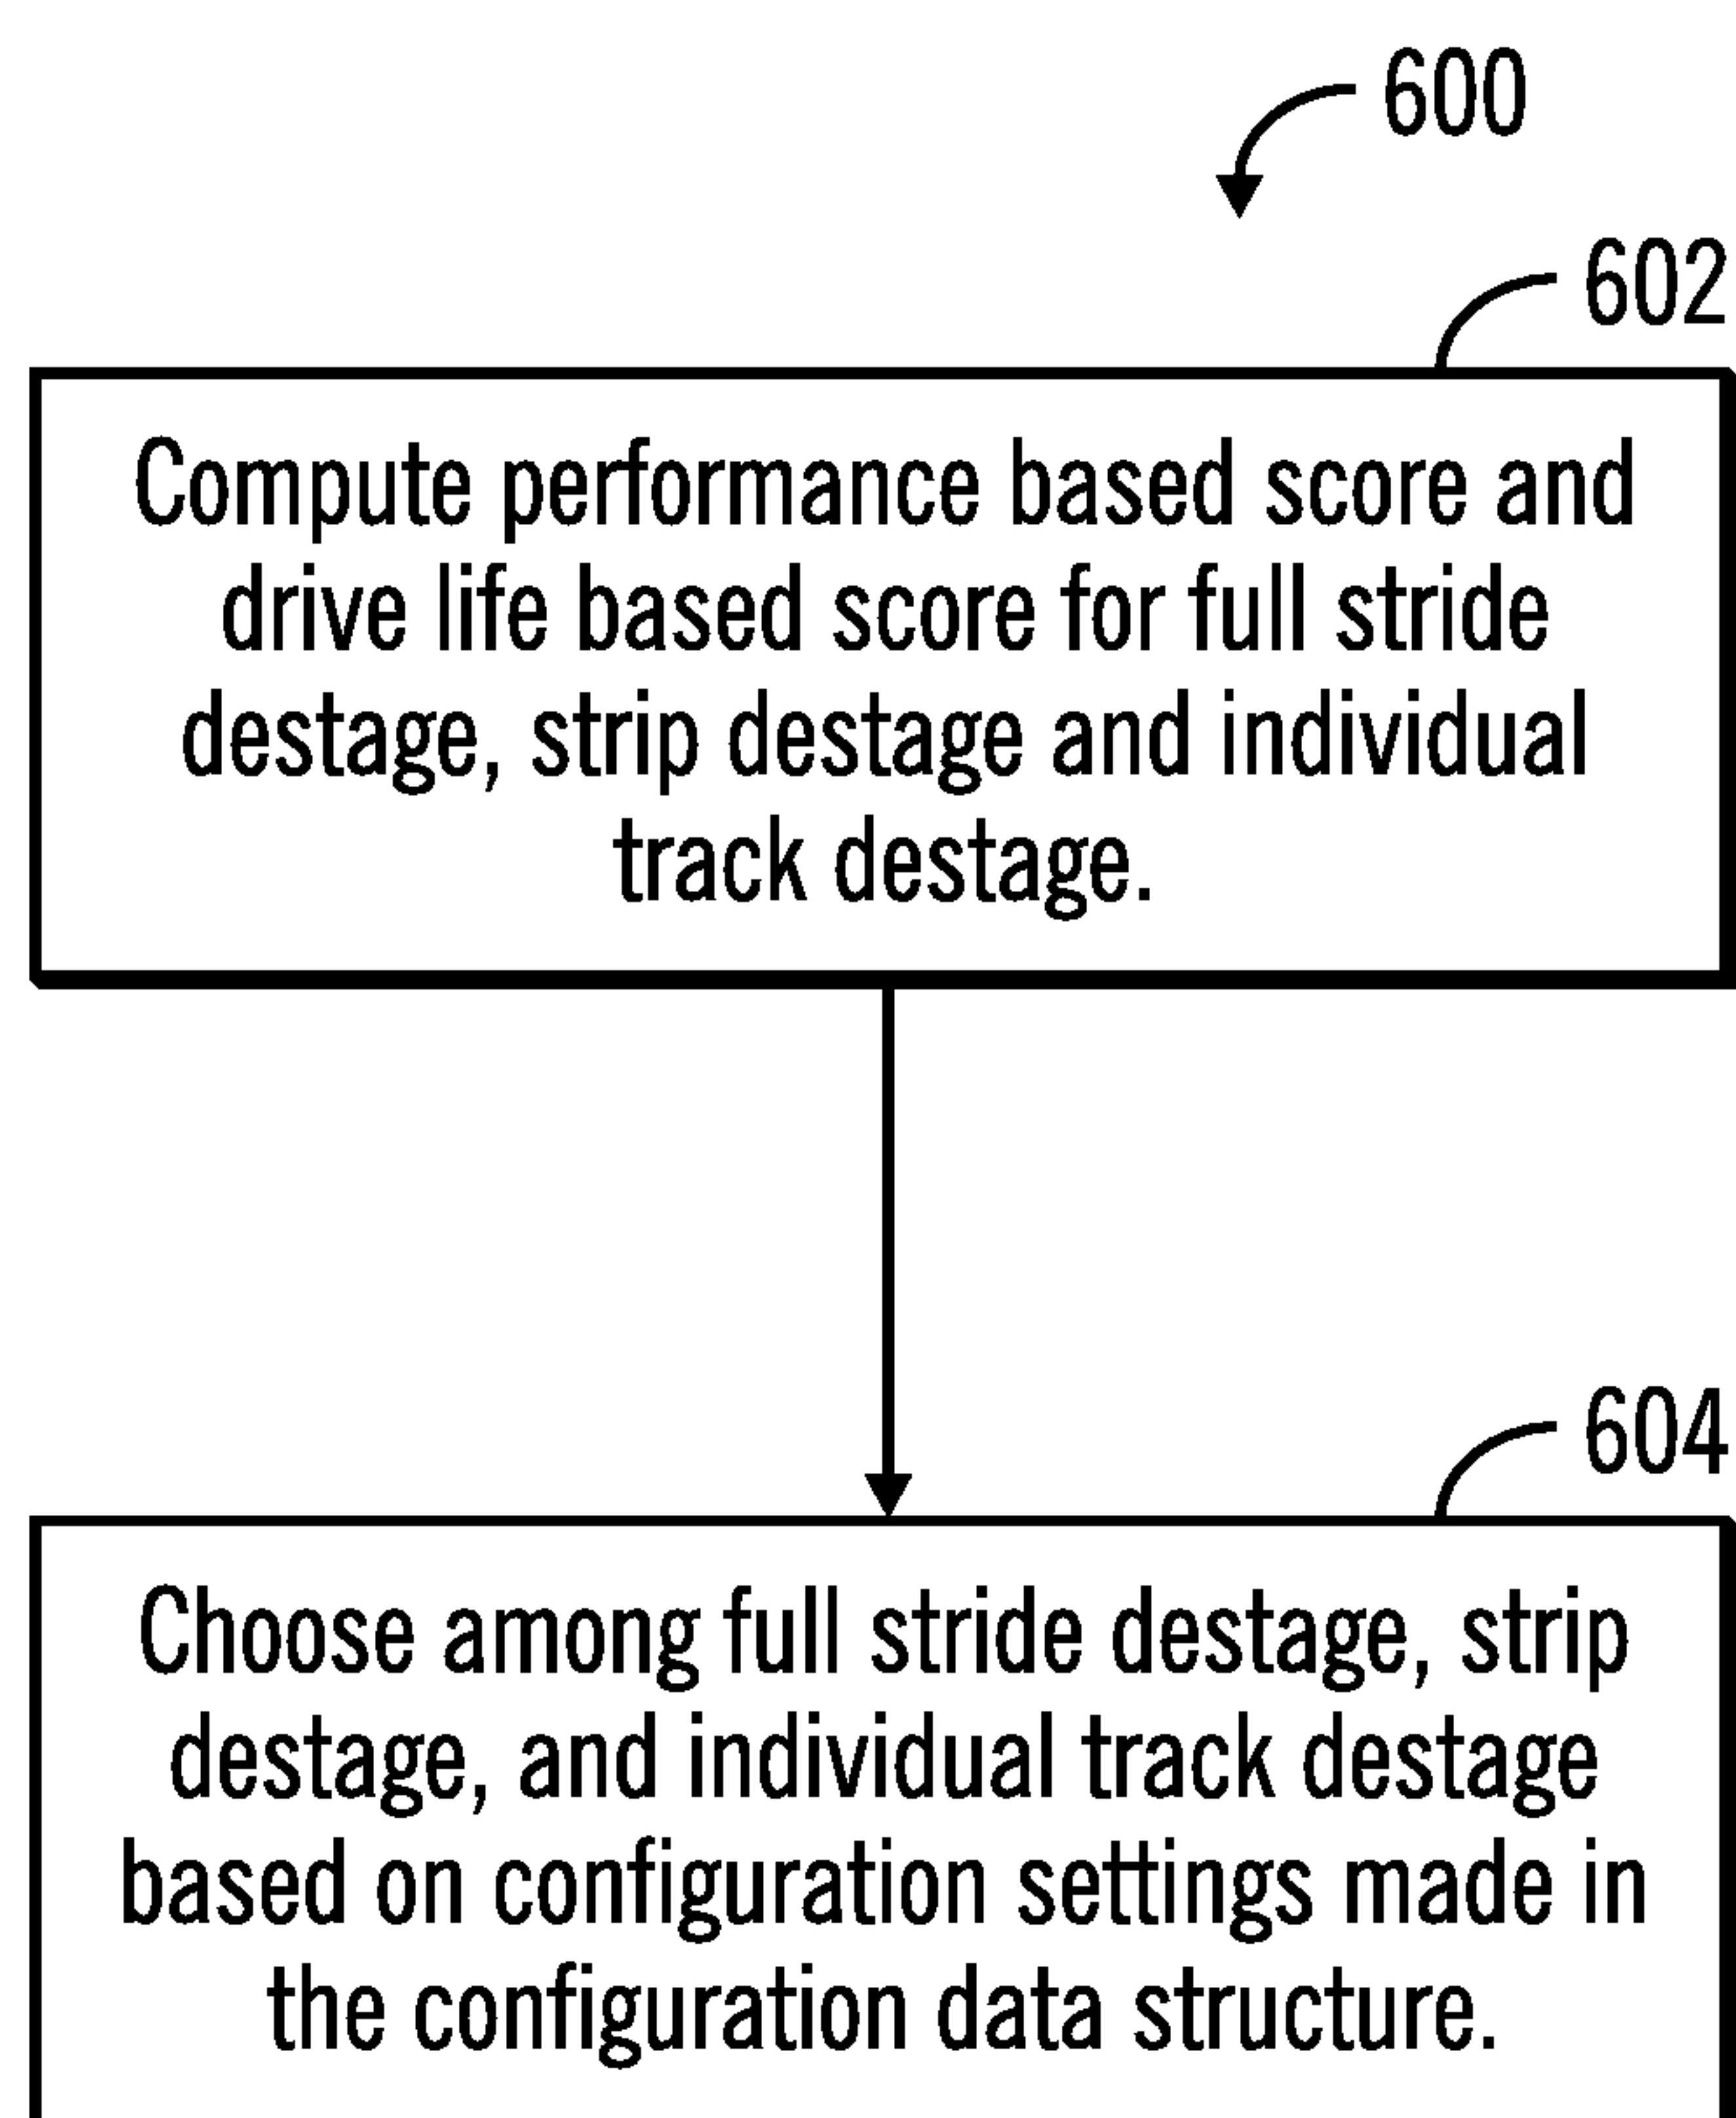 600
602
Compute performance based score and
drive life based score for full stride
destage, strip destage and individual
track destage.
604
Choose among full stride destage, strip
destage, and individual track destage
based on configuration settings made in
the configuration data structure.